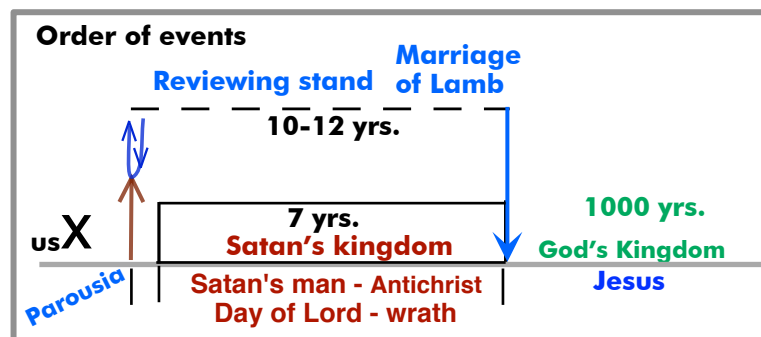 Order of events
Marriage
of Lamb
Reviewing stand
10-12 yrs.
usX
7 yrs.
Satan's kingdom
1000 yrs.
God's Kingdom
Jesus
Parousia
Satan's man - Antichrist
Day of Lord - wrath